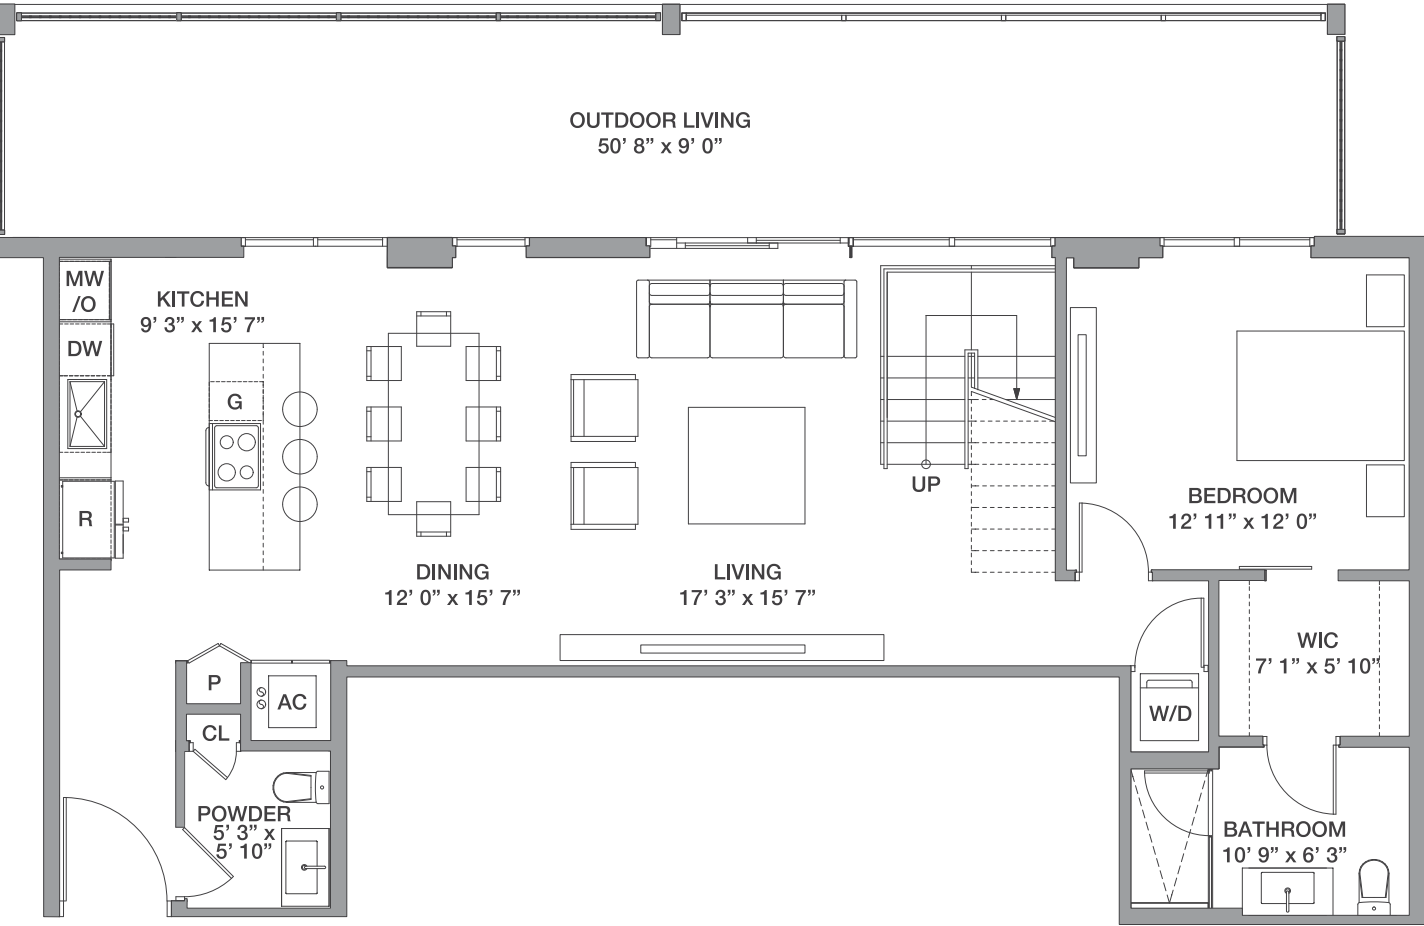 OUTDOOR LIVING
50’ 8” x 9’ 0”
MW
/O
KITCHEN
9’ 3” x 15’ 7”
DW
G
R
UP
BEDROOM
12’ 11” x 12’ 0”
DINING
12’ 0” x 15’ 7”
LIVING
17’ 3” x 15’ 7”
WIC
7’ 1” x 5’ 10”
P
AC
CL
W/D
POWDER
5’ 3” x
5’ 10”
BATHROOM
10’ 9” x 6’ 3”